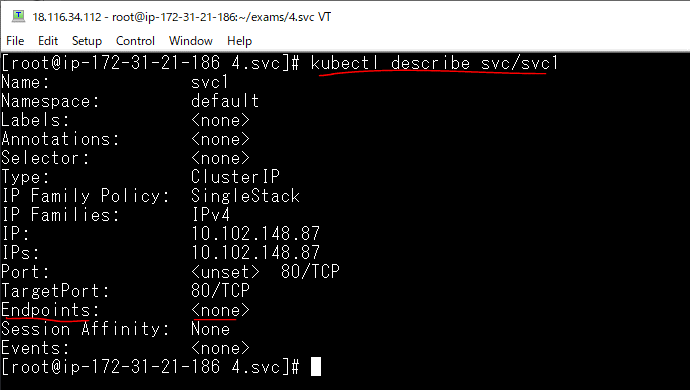 18.116.34.112 - root@ip-172-31-21-186:~/exams/4.svc VT
File Setup Control Window Help
[root@ip-172-31-21-186 4.svc]# kubectl describe svc/svc1
Name: svc1
Namespace: default
Labels: <none>
Annotations: <none>
Selector: <none>
Type: ClusterIP
IP Family Policy: SingleStack
IP Families: IPv4
IP: 10.102.148.87
IPs: 10.102.148.87
Port: <unset> 80/TCP
TargetPort: 80/TCP
Endpoints: <none>
Session Affinity: None
Events: <none>
[root@ip-172-31-21-186 4.svc]#